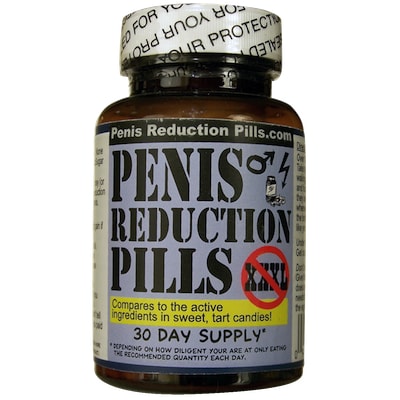 SEALED FOR YOUR PROTECTION
Penis Reduction Pills.com
PENIS
REDUCTION
PILLS
XXXL
Compares to the active
ingredients in sweet, tart candies!
30 DAY SUPPLY*
* DEPENDING ON HOW DILIGENT YOUR ARE AT ONLY EATING
THE RECOMMENDED QUANTITY EACH DAY.